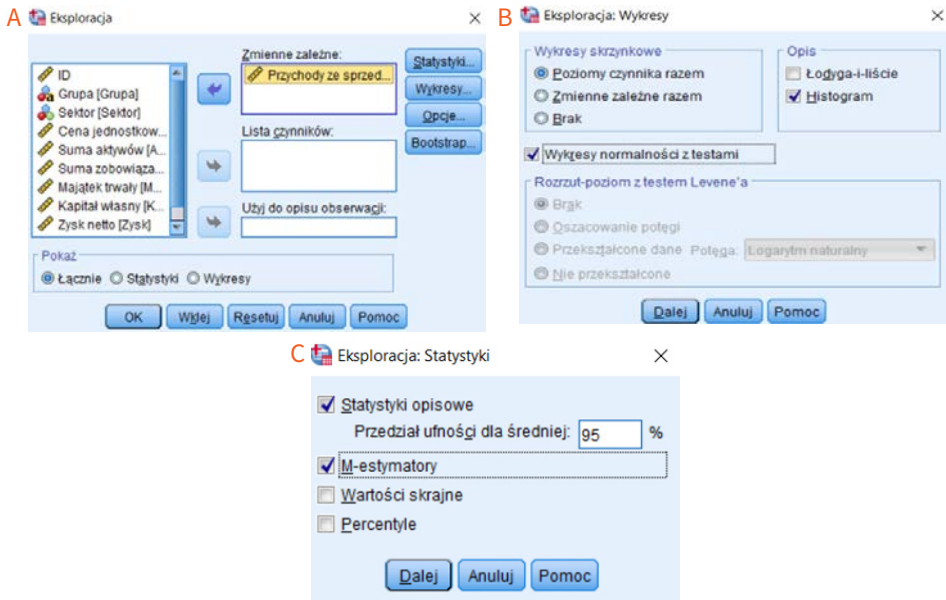 A Eksploracja
Zmienne zależne:
Przychody ze sprzed...
ID
Grupa [Grupa]
Sektor [Sektor]
Cena jednostkow...
Suma aktywów [A...
Suma zobowiąza...
Majątek trwały [M...
Kapitał własny [K...
Zysk netto [Zysk]
Lista czynników:
Użyj do opisu obserwacji:
Statystyki...
Wykresy...
Opcje...
Bootstrap...
Pokaż
Łącznie Statystyki Wykresy
OK Wklej Resetuj Anuluj Pomoc
B Eksploracja: Wykresy
Wykresy skrzynkowe
Poziomy czynnika razem
Zmienne zależne razem
Brak
Opis
Łodyga-i-liście
Histogram
Wykresy normalności z testami
Rozrzut-poziom z testem Levene'a
Brak
Oszacowanie potęgi
Przekształcone dane Potęga: Logarytm naturalny
Nie przekształcone
Dalej Anuluj Pomoc
C Eksploracja: Statystyki
Statystyki opisowe
Przedział ufności dla średniej: 95 %
M-estymatory
Wartości skrajne
Percentyle
Dalej Anuluj Pomoc